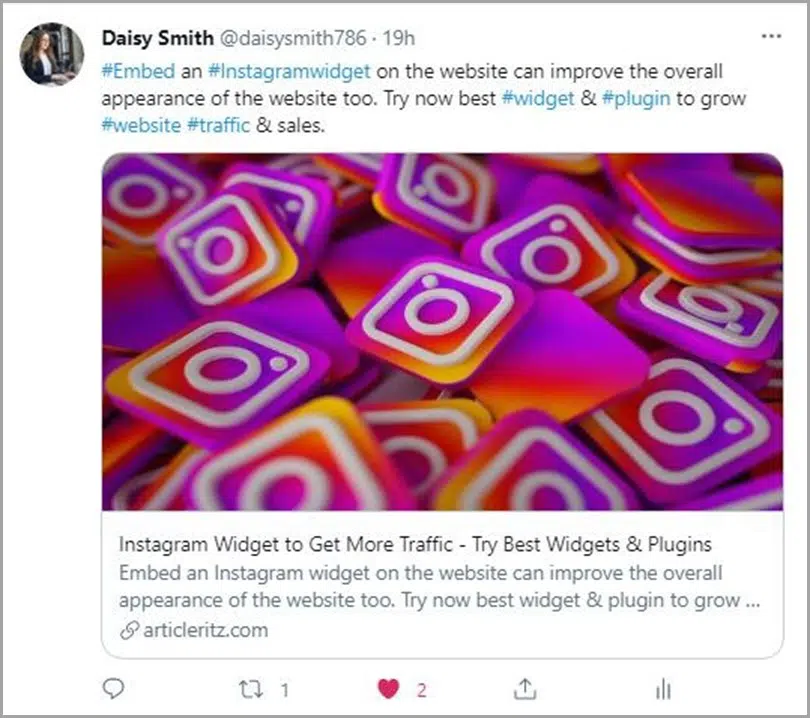 Daisy Smith @daisysmith786 · 19h
#Embed an #Instagramwidget on the website can improve the overall
appearance of the website too. Try now best #widget & #plugin to grow
#website #traffic & sales.
Instagram Widget to Get More Traffic - Try Best Widgets & Plugins
Embed an Instagram widget on the website can improve the overall
appearance of the website too. Try now best widget & plugin to grow ...
articleritz.com
1 2